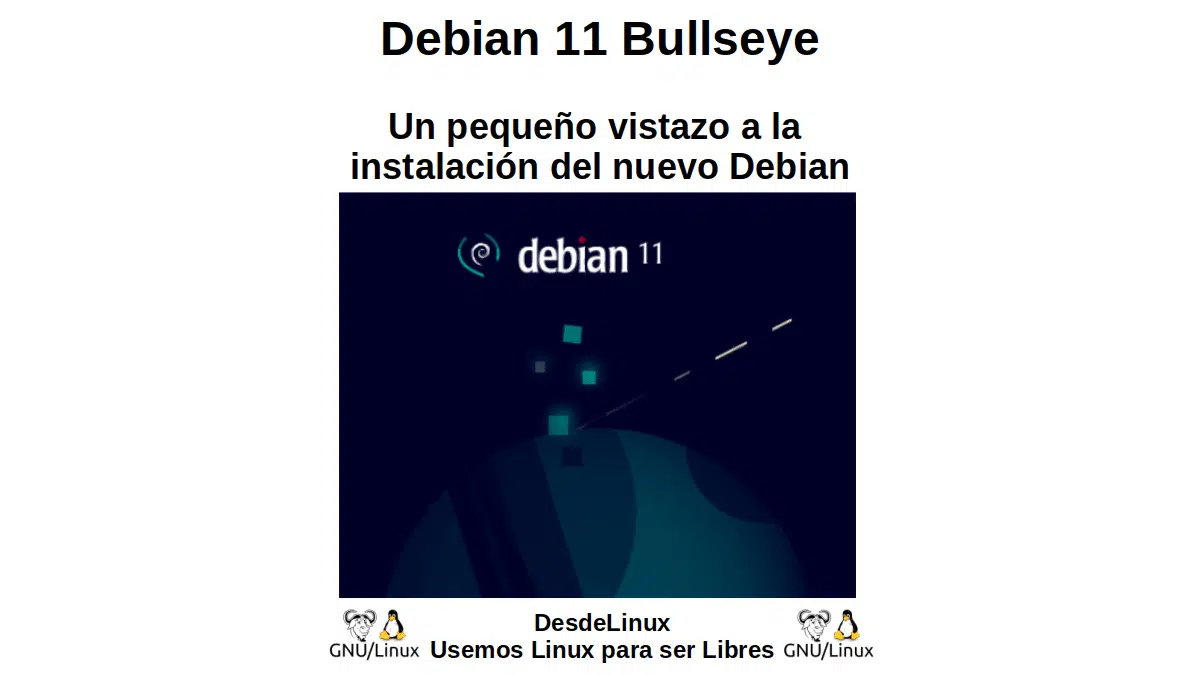 Debian 11 Bullseye
Un pequeño vistazo a la
instalación del nuevo Debian
debian 11
DesdeLinux
GNU/Linux Usemos Linux para ser Libres GNU/Linux